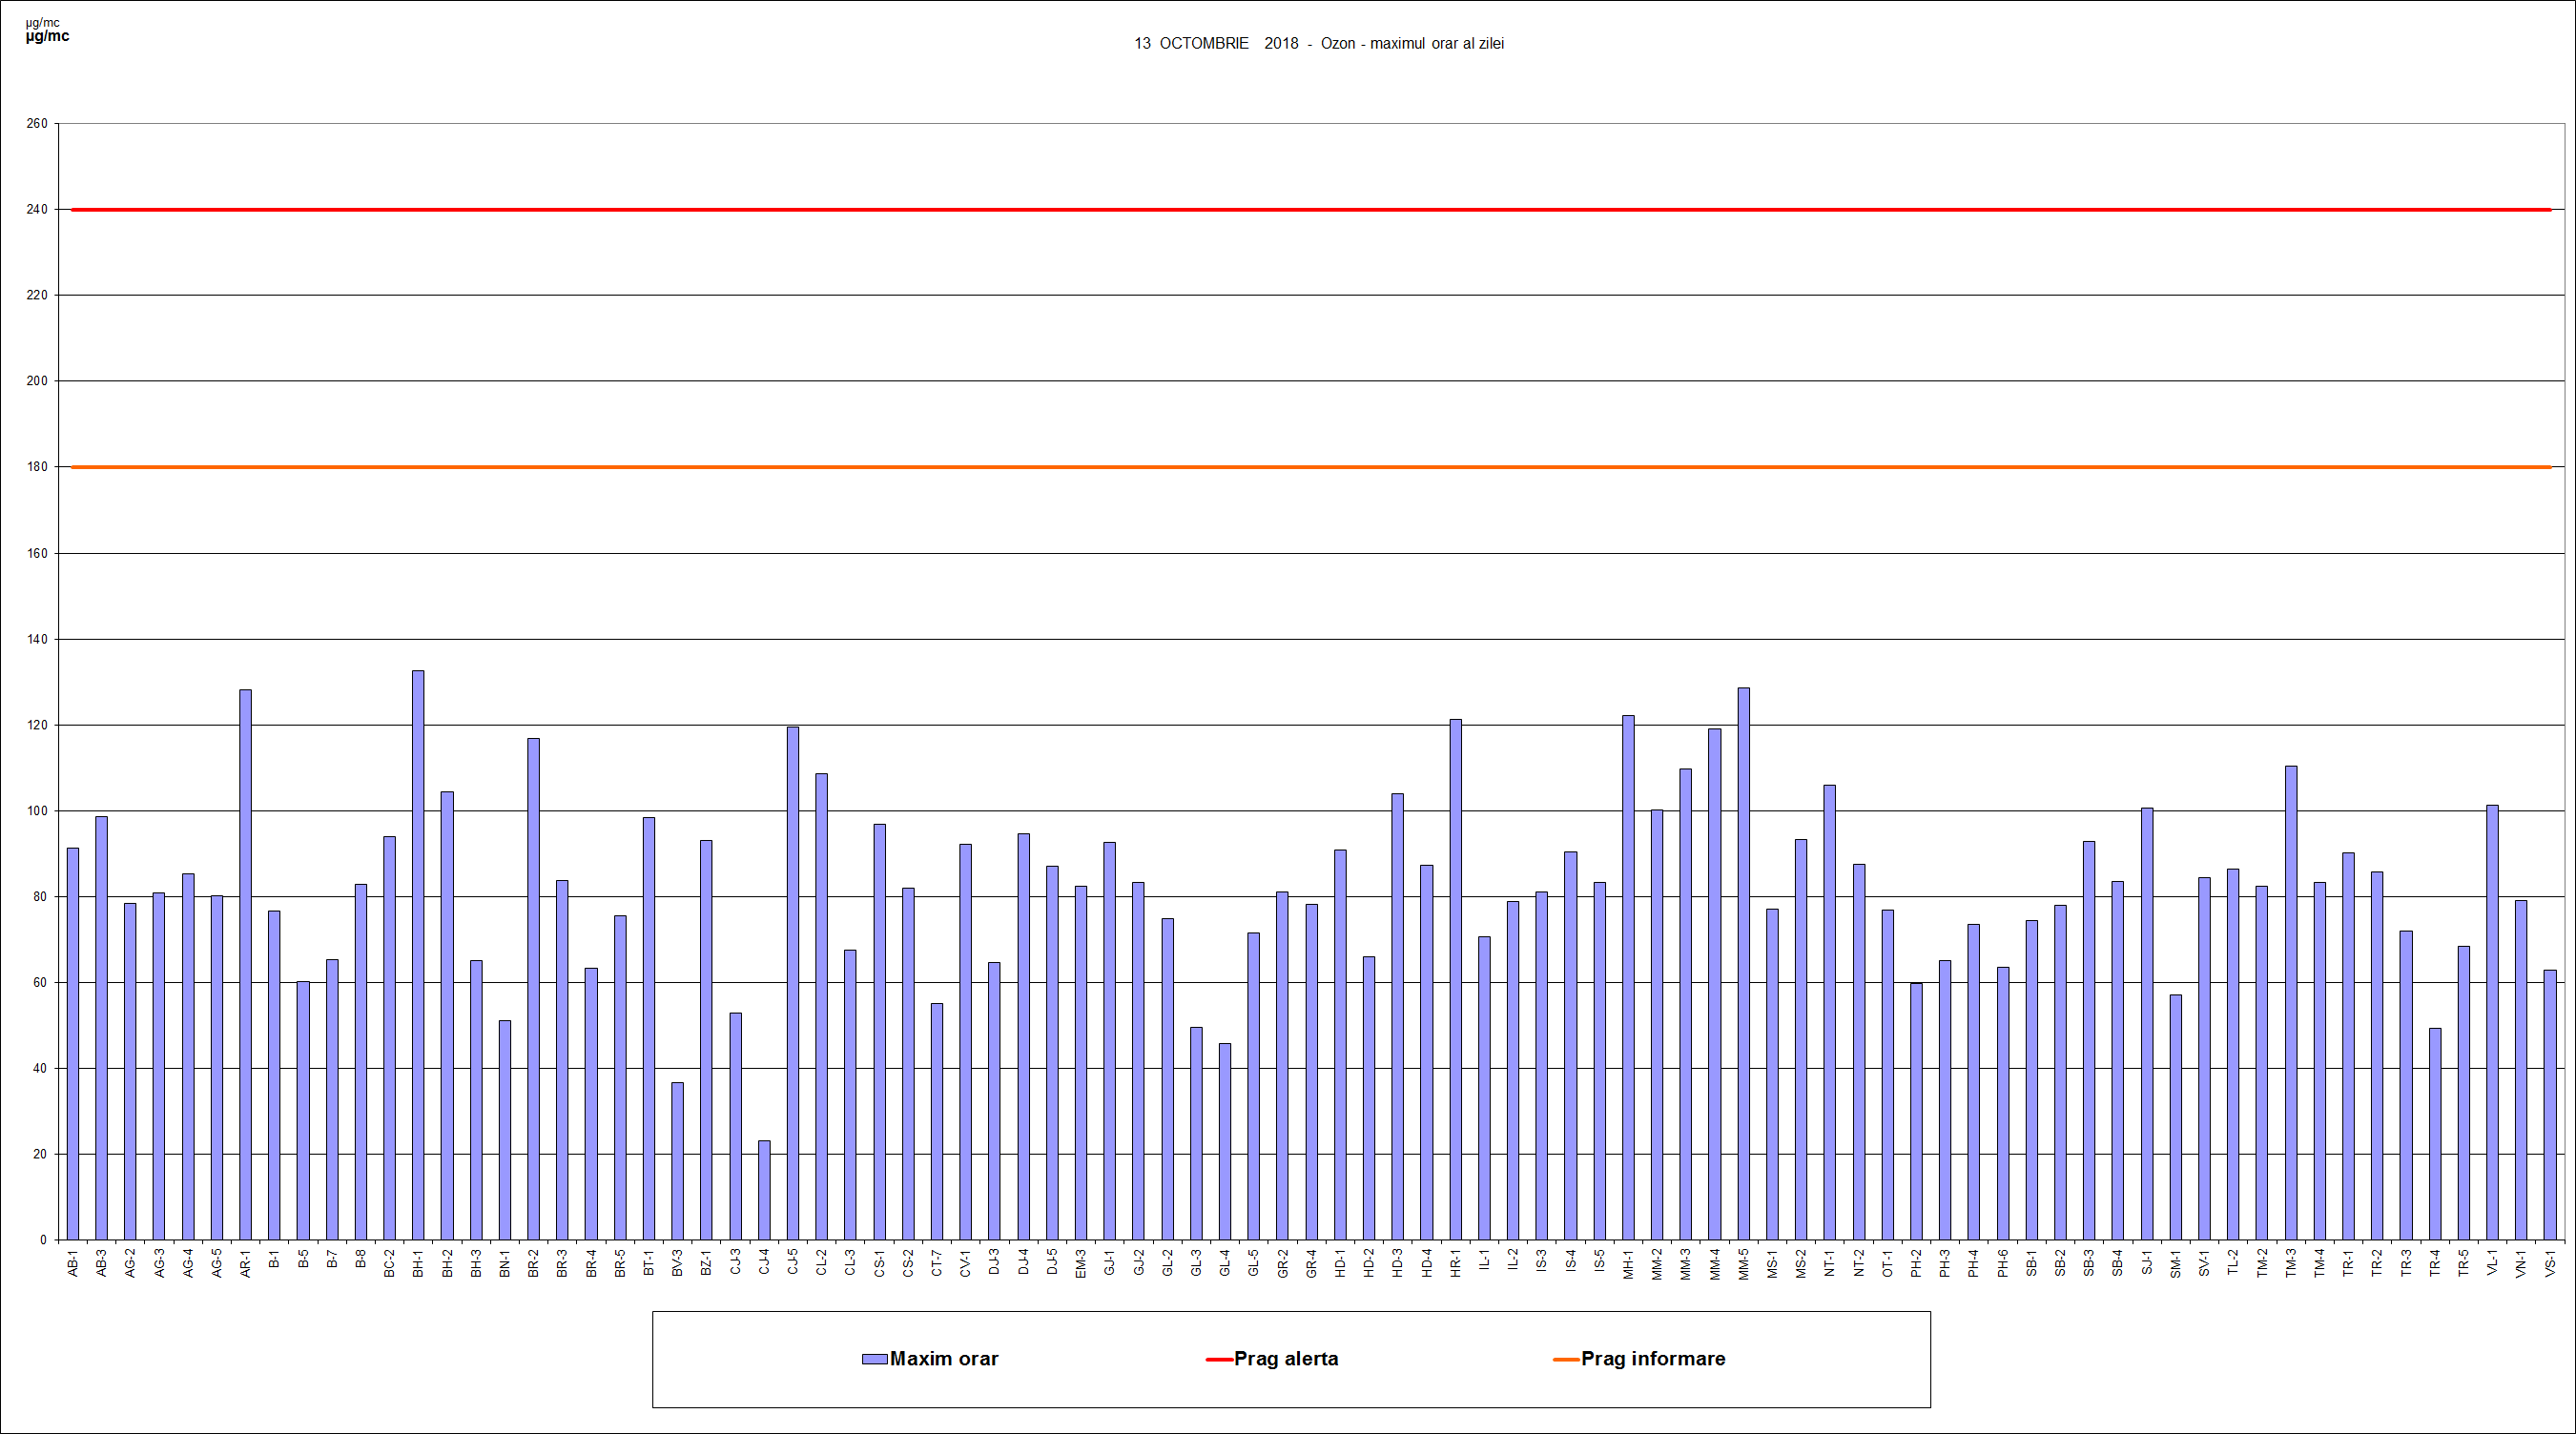 µg/mc
µg/mc
13 OCTOMBRIE 2018 - Ozon - maximul orar al zilei
260
240
220
200
180
160
140
120
100
80
60
40
20
0
AB-1 AB-3 AG-2 AG-3 AG-4 AG-5 AR-1 B-1 B-5 B-7 B-8 BC-2 BH-1 BH-2 BH-3 BN-1 BR-2 BR-3 BR-4 BR-5 BT-1 BV-3 BZ-1 CJ-3 CJ-4 CJ-5 CL-2 CL-3 CS-1 CS-2 CT-7 CV-1 DJ-3 DJ-4 DJ-5 EM-3 GJ-1 GJ-2 GL-2 GL-3 GL-4 GL-5 GR-2 GR-4 HD-1 HD-2 HD-3 HD-4 HR-1 IL-1 IL-2 IS-3 IS-4 IS-5 MH-1 MM-2 MM-3 MM-4 MM-5 MS-1 MS-2 NT-1 NT-2 OT-1 PH-2 PH-3 PH-4 PH-6 SB-1 SB-2 SB-3 SB-4 SJ-1 SM-1 SV-1 TL-2 TM-2 TM-3 TM-4 TR-1 TR-2 TR-3 TR-4 TR-5 VL-1 VN-1 VS-1
Maxim orar Prag alerta Prag informare